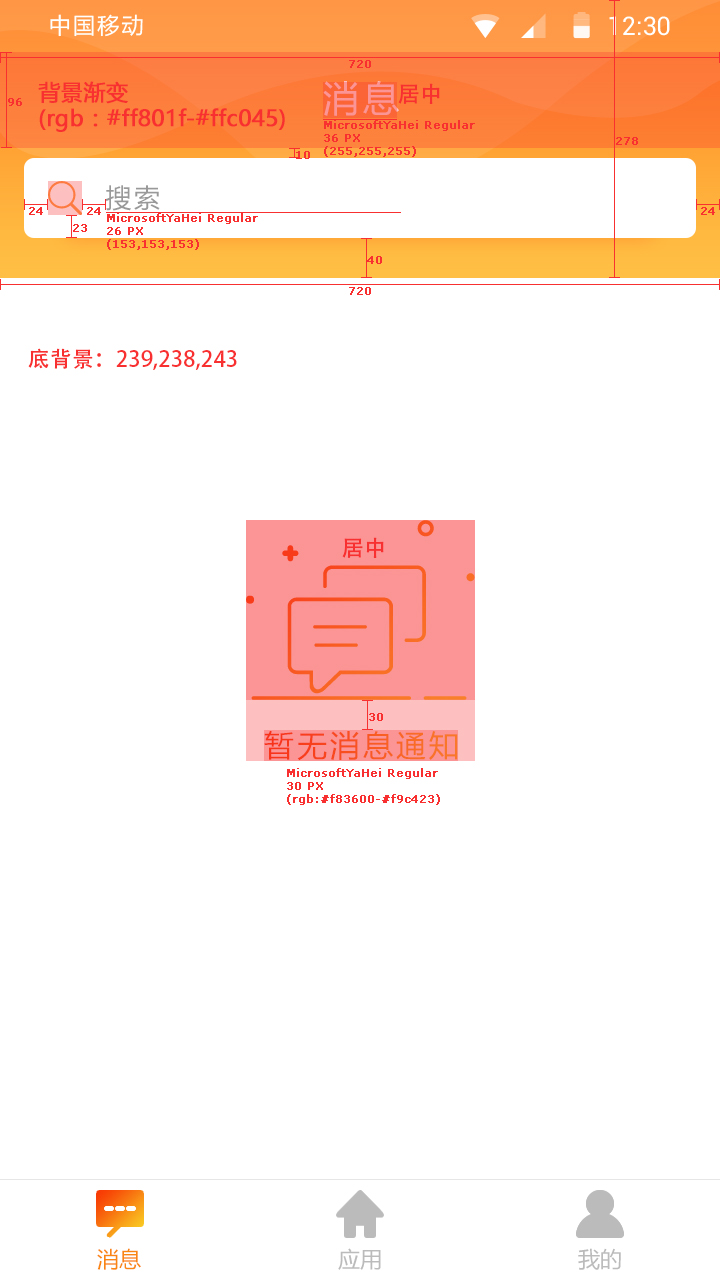 中国移动 12:30
720
背景渐变
(rgb：#ff801f-#ffc045)
96
消息 居中
MicrosoftYaHei Regular
36 PX
(255,255,255)
278
10
搜索
24
24
24
MicrosoftYaHei Regular
26 PX
(153,153,153)
23
40
720
底背景：239,238,243
居中
30
暂无消息通知
MicrosoftYaHei Regular
30 PX
(rgb:#f83600-#f9c423)
消息
应用
我的